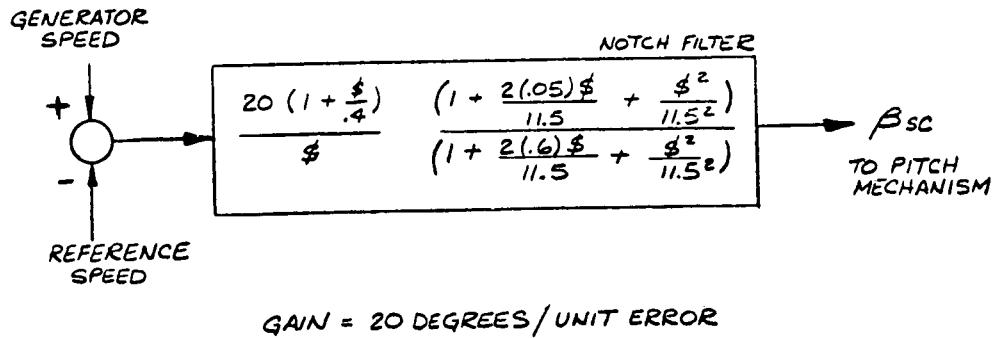 GENERATOR
SPEED
NOTCH FILTER
+
-
20 (1 + $/.4)
$
(1 + 2(.05)$/11.5 + $²/11.5²)
(1 + 2(.6)$/11.5 + $²/11.5²)
βSC
TO PITCH
MECHANISM
REFERENCE
SPEED
GAIN = 20 DEGREES/UNIT ERROR